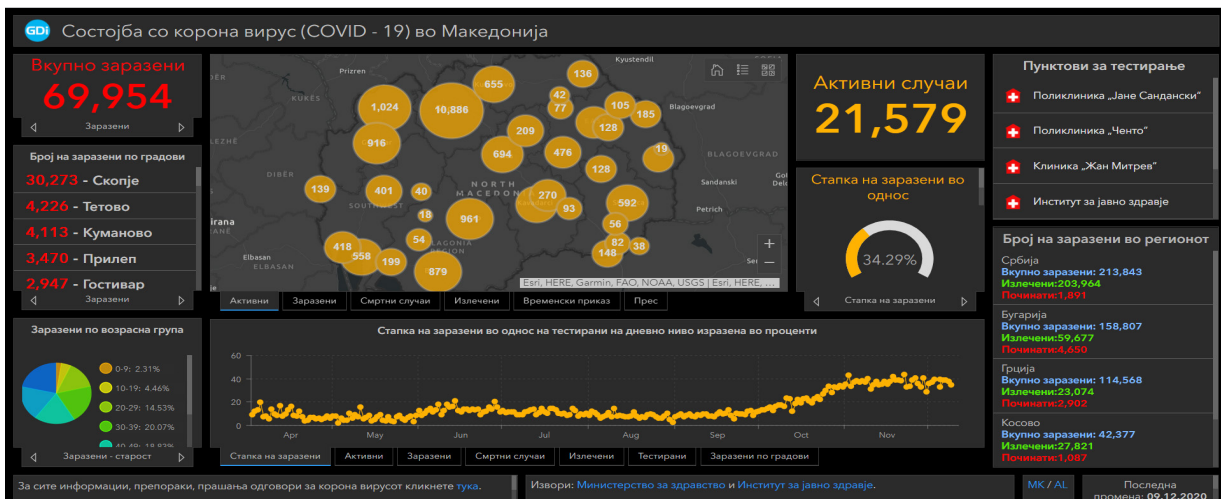 GDi Состојба со корона вирус (COVID - 19) во Македонија
Вкупно заразени
69,954
Заразени
Број на заразени по градови
30,273 - Скопје
4,226 - Тетово
4,113 - Куманово
3,470 - Прилеп
2,947 - Гостивар
Заразени
Prizren
Kyustendil
KUKËS
Blagoevgrad
BLAGOEVGRAD
DIBËR
Sandanski
NORTH
MACEDON
Petrich
Elbasan
ELBASAN
136
655
42
77
1,024
10,886
105
185
128
209
916
694
476
19
128
139
401
40
270
93
592
18
961
56
54
82
38
148
418
558
199
879
Esri, HERE, Garmin, FAO, NOAA, USGS | Esri, HERE, ...
Активни Заразени Смртни случаи Излечени Временски приказ Прес
Активни случаи
21,579
Стапка на заразени во
однос
34.29%
Стапка на заразени
Пунктови за тестирање
Поликлиника „Јане Сандански“
Поликлиника „Ченто“
Клиника „Жан Митрев“
Институт за јавно здравје
Број на заразени во регионот
Србија
Вкупно заразени: 213,843
Излечени:203,964
Починати:1,891
Бугарија
Вкупно заразени: 158,807
Излечени:59,677
Починати:4,650
Грција
Вкупно заразени: 114,568
Излечени:23,074
Починати:2,902
Косово
Вкупно заразени: 42,377
Излечени:27,821
Починати:1,087
Заразени по возрасна група
0-9: 2.31%
10-19: 4.46%
20-29: 14.53%
30-39: 20.07%
40-49: 18.83%
Заразени - старост
Стапка на заразени во однос на тестирани на дневно ниво изразена во проценти
60
40
20
0
Apr May Jun Jul Aug Sep Oct Nov
Стапка на заразени Активни Заразени Смртни случаи Излечени Тестирани Заразени по градови
За сите информации, препораки, прашања одговори за корона вирусот кликнете тука.
Извори: Министерство за здравство и Институт за јавно здравје.
MK / AL
Последна
промена: 09.12.2020